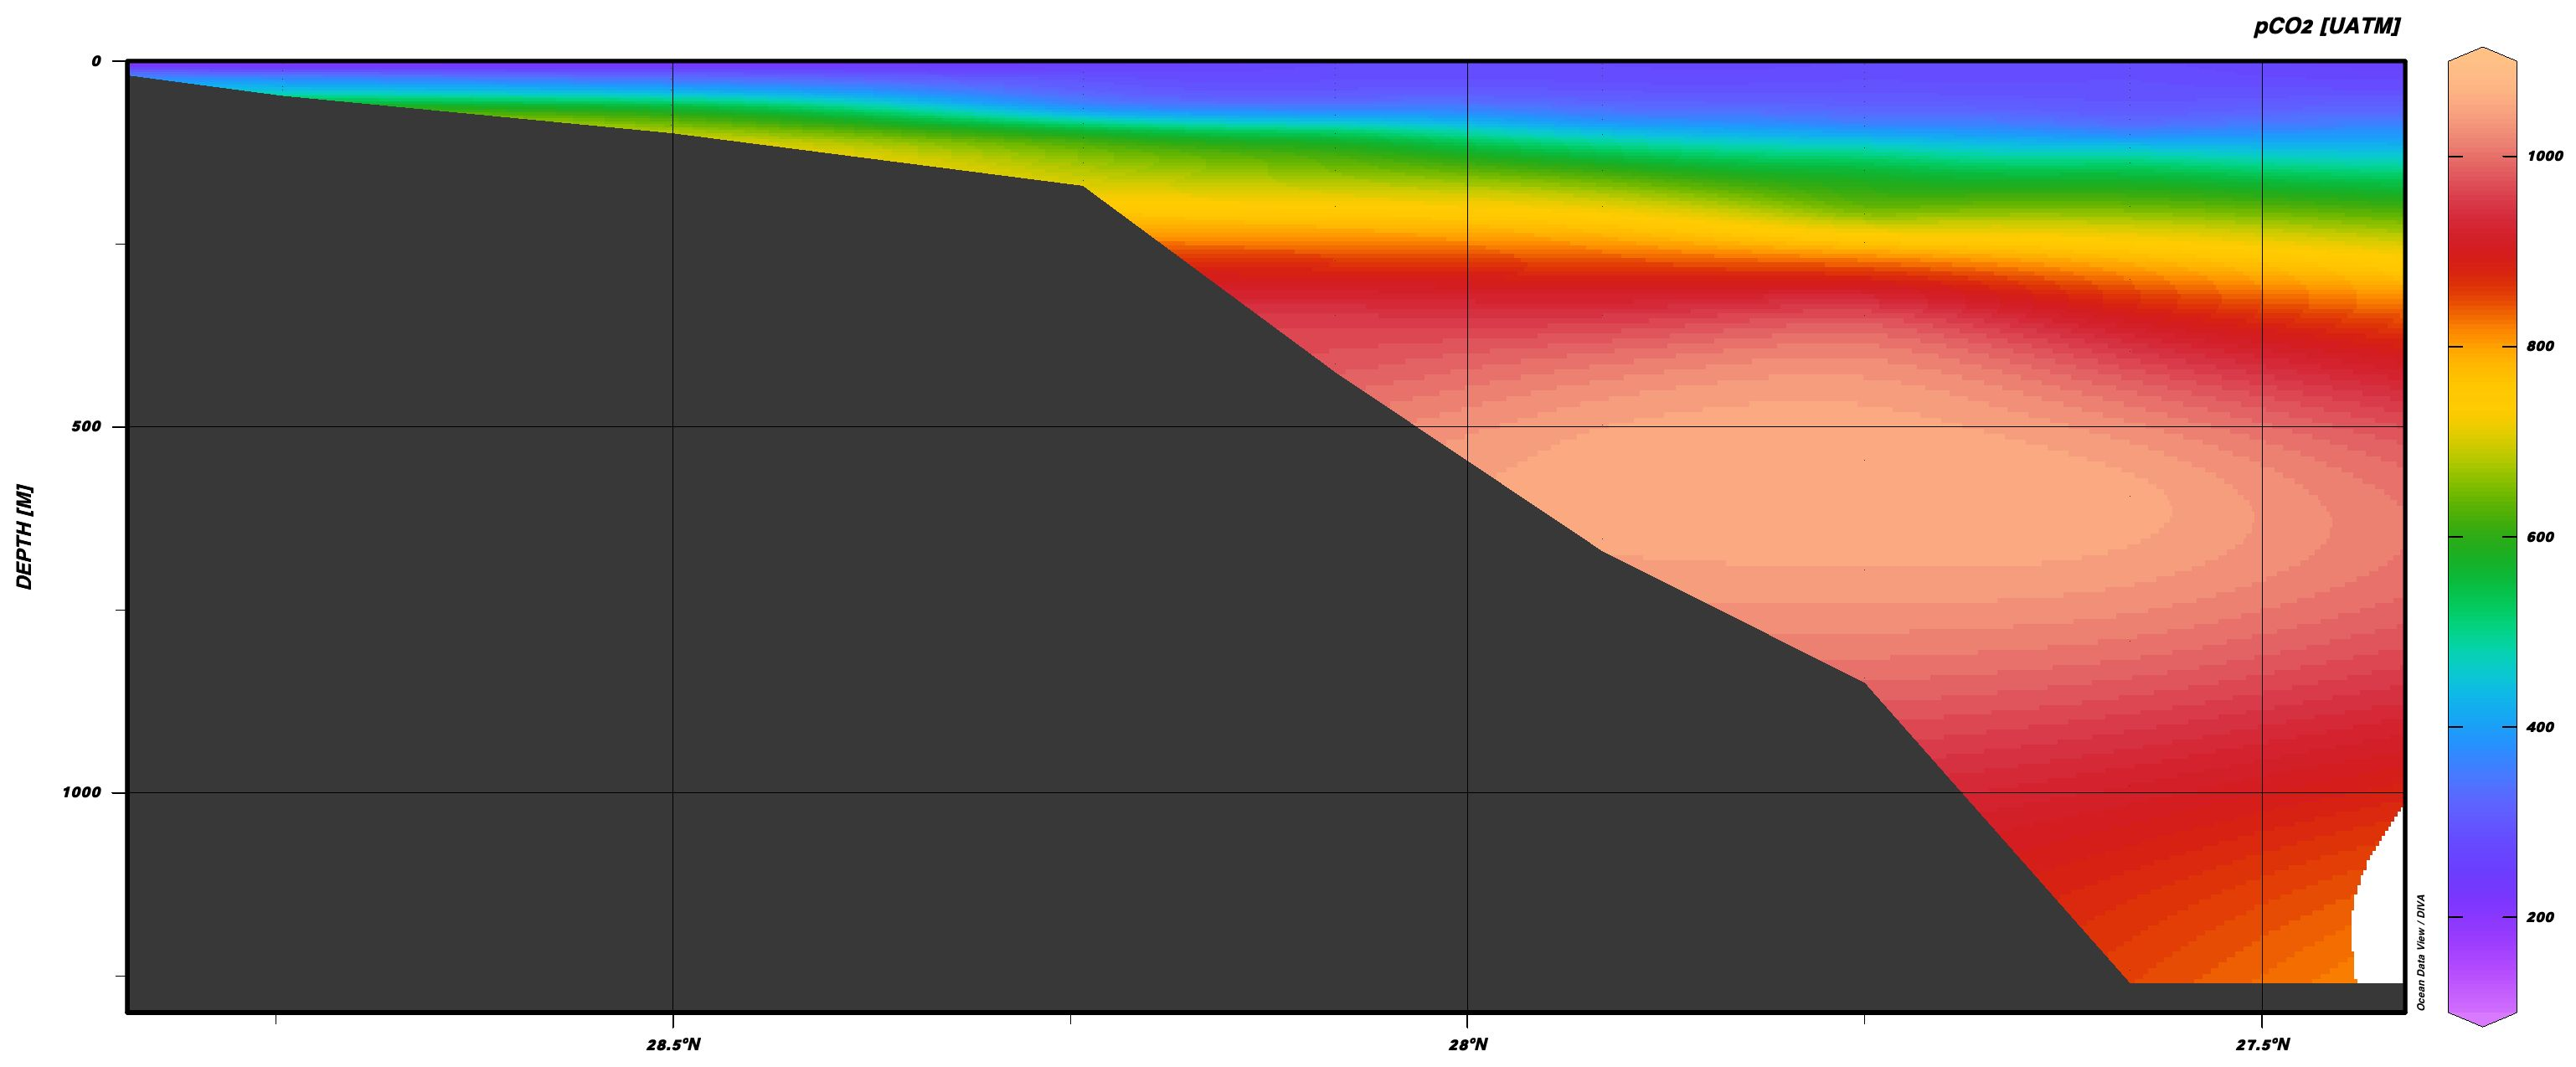 pCO2 [UATM]
0
500
1000
DEPTH [M]
28.5°N
28°N
27.5°N
1000
800
600
400
200
Ocean Data View / DIVA